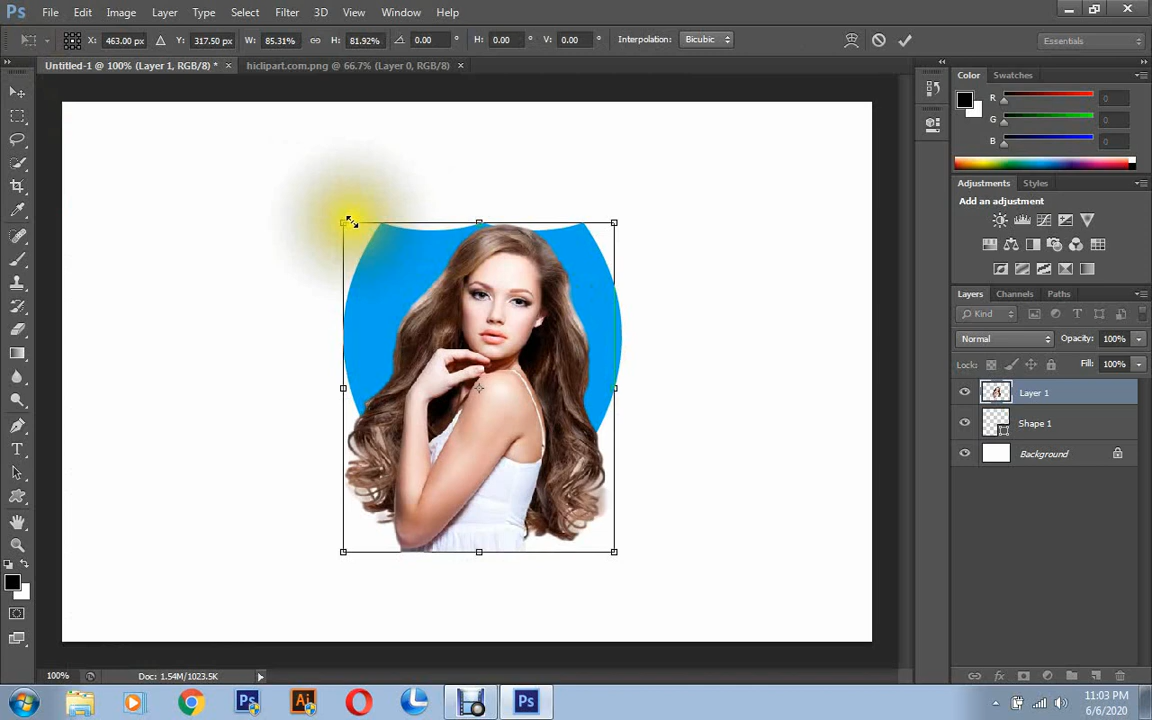 Ps File Edit Image Layer Type Select Filter 3D View Window Help
X: 463.00 px Y: 317.50 px W: 85.31% H: 81.92% 0.00 ° H: 0.00 ° V: 0.00 ° Interpolation: Bicubic Essentials
Untitled-1 @ 100% (Layer 1, RGB/8) * × hiclipart.com.png @ 66.7% (Layer 0, RGB/8) ×
Color Swatches
R 0
G 0
B 0
Adjustments Styles
Add an adjustment
Layers Channels Paths
Kind
Normal Opacity: 100%
Lock: Fill: 100%
Layer 1
Shape 1
Background
100% Doc: 1.54M/1023.5K
Ps Ai Ps
11:03 PM
6/6/2020